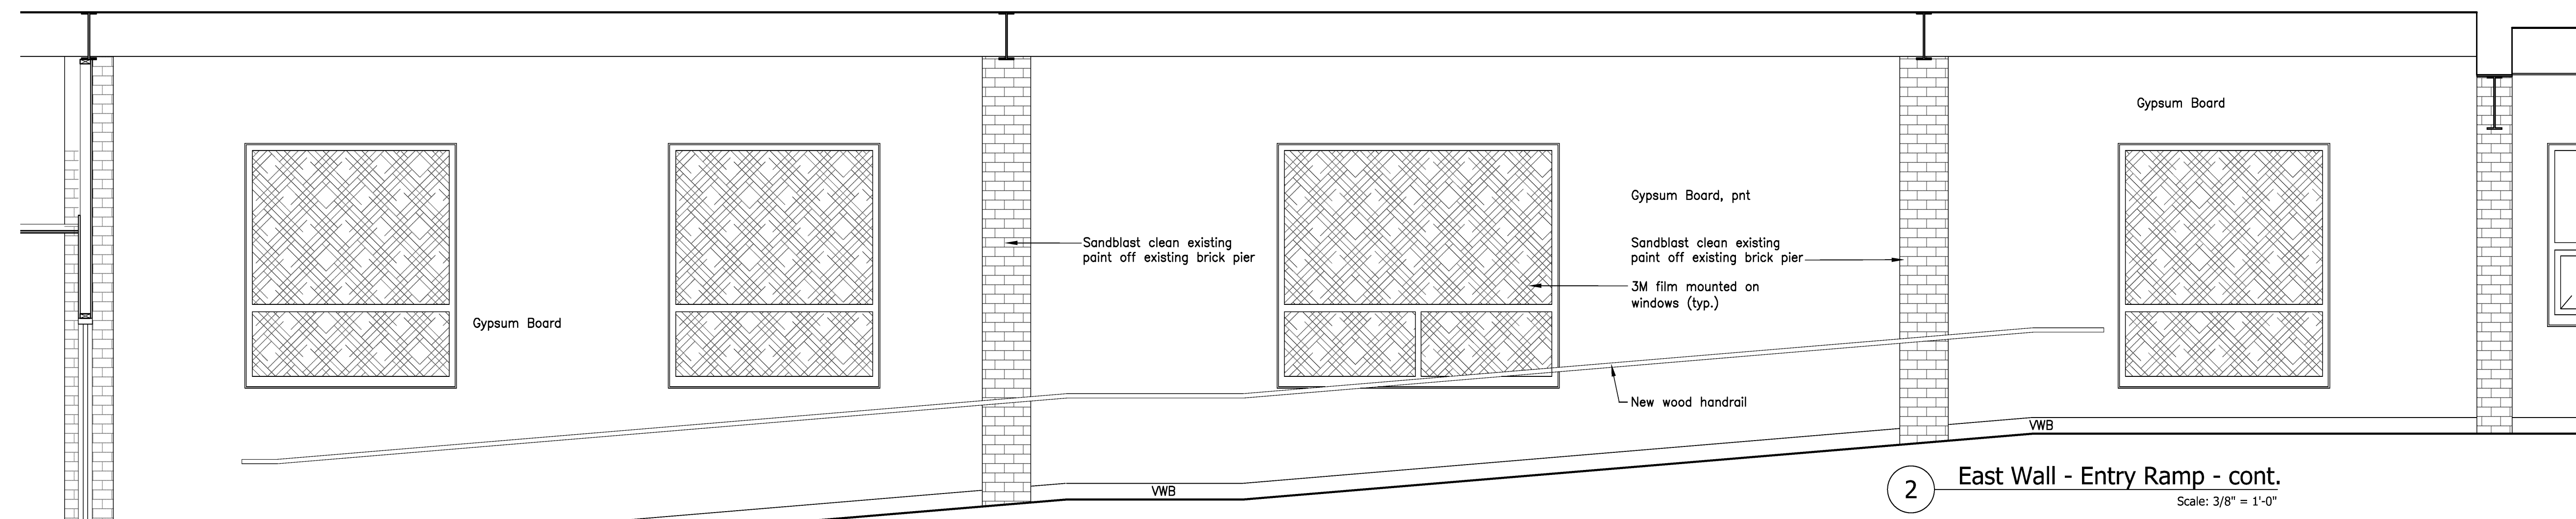 Gypsum Board
Gypsum Board, pnt
Sandblast clean existing
paint off existing brick pier
Sandblast clean existing
paint off existing brick pier
3M film mounted on
windows (typ.)
Gypsum Board
New wood handrail
VWB
VWB
2
East Wall - Entry Ramp - cont.
Scale: 3/8" = 1'-0"